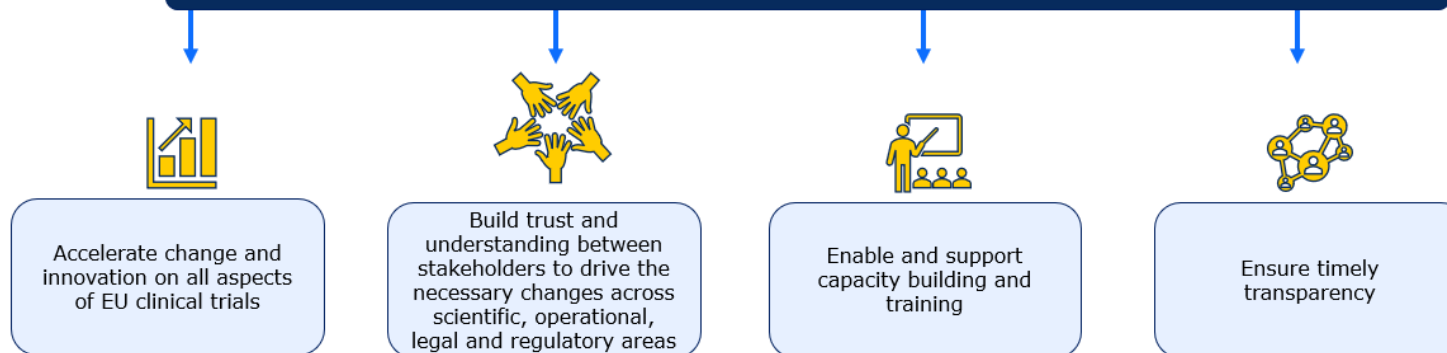 Accelerate change and
innovation on all aspects
of EU clinical trials
Build trust and
understanding between
stakeholders to drive the
necessary changes across
scientific, operational,
legal and regulatory areas
Enable and support
capacity building and
training
Ensure timely
transparency